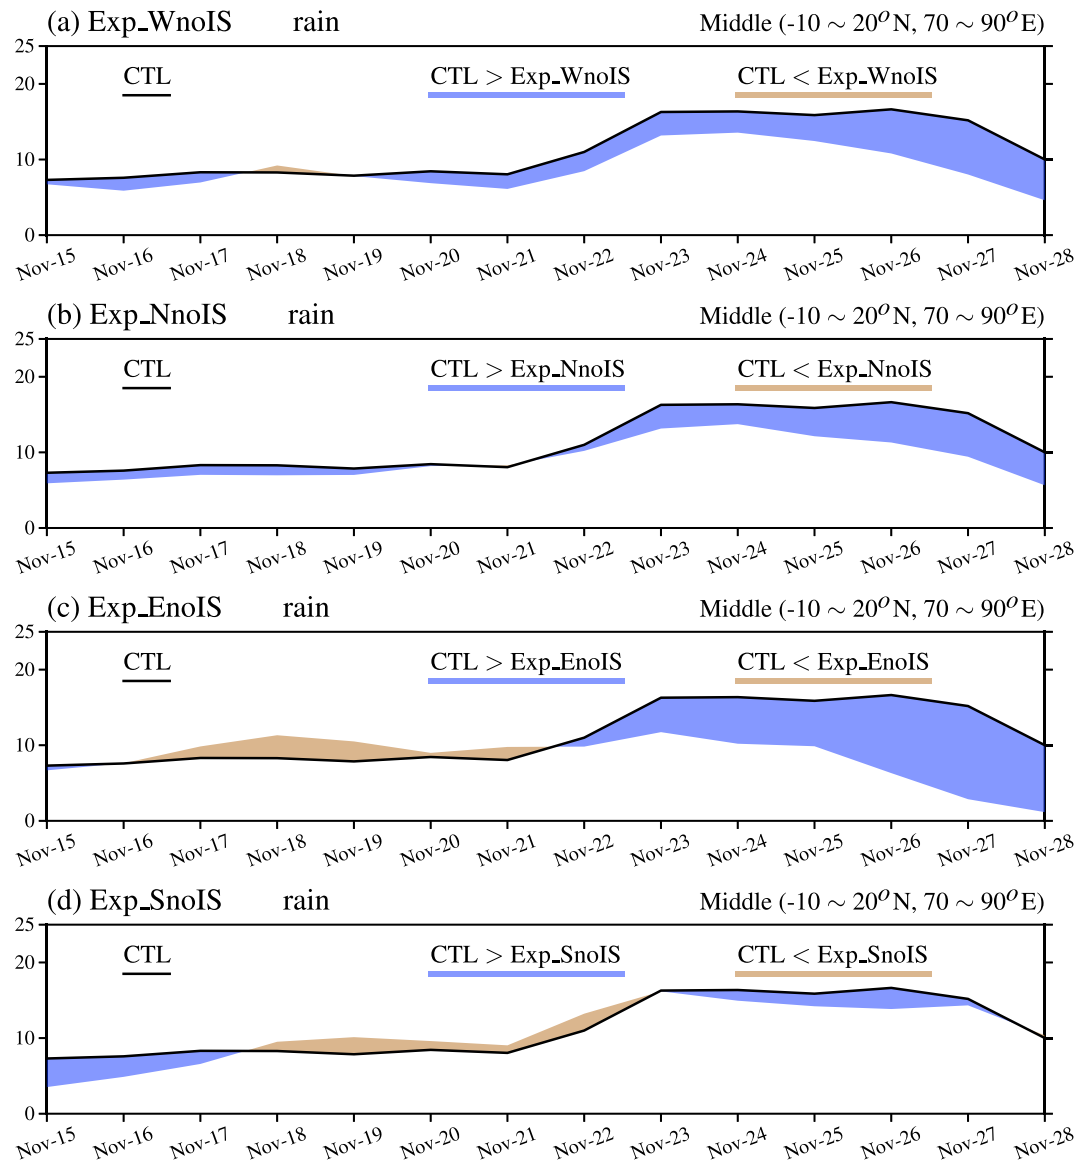 (a) Exp_WnoIS rain Middle (-10 ~ 20°N, 70 ~ 90°E)
25
CTL CTL > Exp_WnoIS CTL < Exp_WnoIS
20
10
0
Nov-15 Nov-16 Nov-17 Nov-18 Nov-19 Nov-20 Nov-21 Nov-22 Nov-23 Nov-24 Nov-25 Nov-26 Nov-27 Nov-28
(b) Exp_NnoIS rain Middle (-10 ~ 20°N, 70 ~ 90°E)
25
CTL CTL > Exp_NnoIS CTL < Exp_NnoIS
20
10
0
Nov-15 Nov-16 Nov-17 Nov-18 Nov-19 Nov-20 Nov-21 Nov-22 Nov-23 Nov-24 Nov-25 Nov-26 Nov-27 Nov-28
(c) Exp_EnoIS rain Middle (-10 ~ 20°N, 70 ~ 90°E)
25
CTL CTL > Exp_EnoIS CTL < Exp_EnoIS
20
10
0
Nov-15 Nov-16 Nov-17 Nov-18 Nov-19 Nov-20 Nov-21 Nov-22 Nov-23 Nov-24 Nov-25 Nov-26 Nov-27 Nov-28
(d) Exp_SnoIS rain Middle (-10 ~ 20°N, 70 ~ 90°E)
25
CTL CTL > Exp_SnoIS CTL < Exp_SnoIS
20
10
0
Nov-15 Nov-16 Nov-17 Nov-18 Nov-19 Nov-20 Nov-21 Nov-22 Nov-23 Nov-24 Nov-25 Nov-26 Nov-27 Nov-28